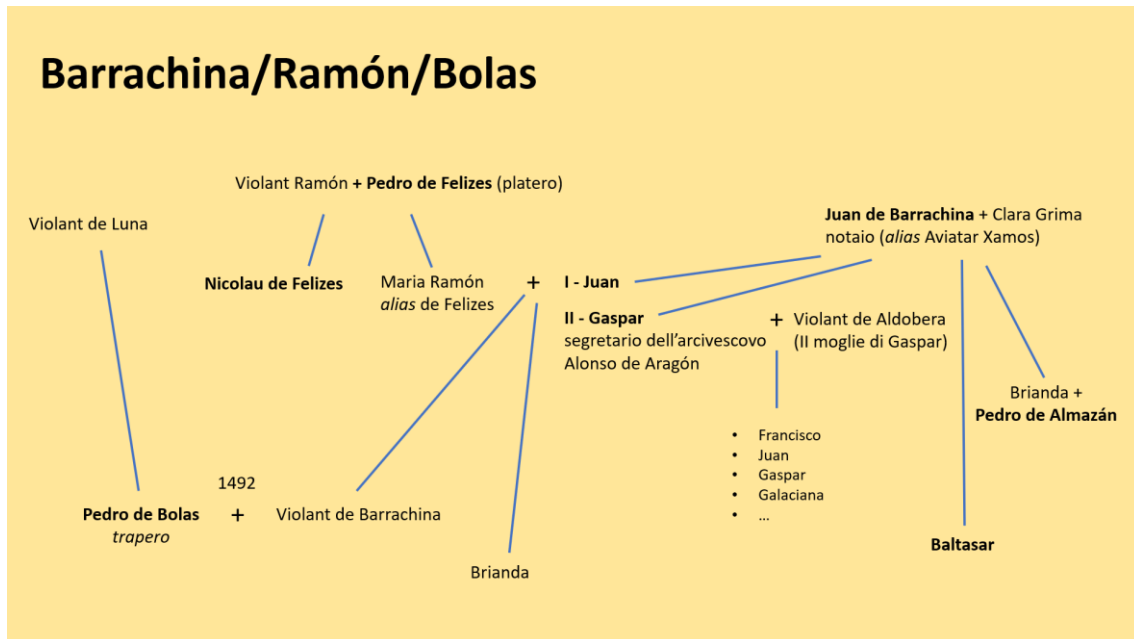 Barrachina/Ramón/Bolas
Violant Ramón + Pedro de Felizes (platero)
Violant de Luna
Juan de Barrachina + Clara Grima
notaio (alias Aviatar Xamos)
Nicolau de Felizes
Maria Ramón
alias de Felizes
+
I - Juan
II - Gaspar
segretario dell'arcivescovo
Alonso de Aragón
+ Violant de Aldobera
(II moglie di Gaspar)
Brianda +
Pedro de Almazán
• Francisco
• Juan
• Gaspar
• Galaciana
• ...
1492
Pedro de Bolas + Violant de Barrachina
trapero
Baltasar
Brianda